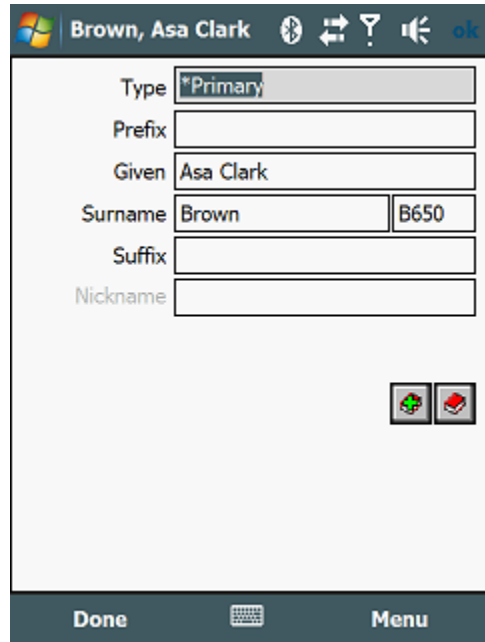 Brown, Asa Clark ok
Type *Primary
Prefix
Given Asa Clark
Surname Brown B650
Suffix
Nickname
Done Menu